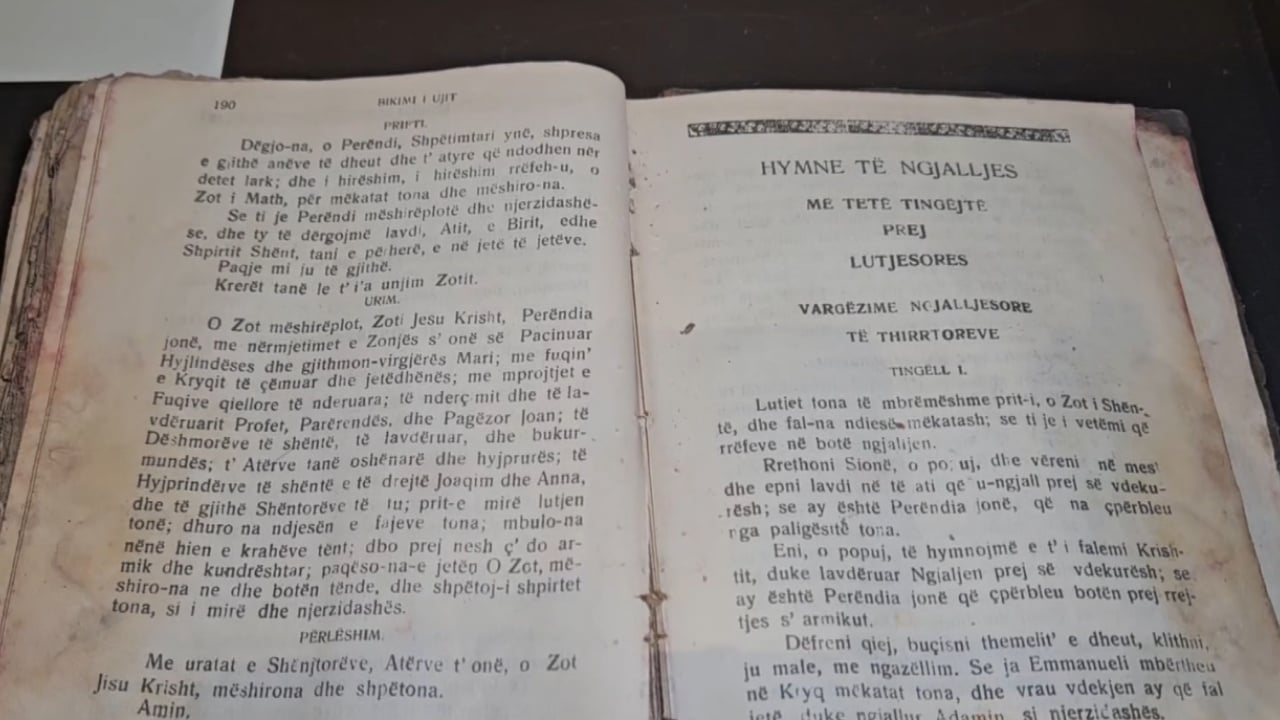 190
BIKIMI I UJIT
PRIFTI.
Dëgjo-na, o Perëndi, Shpëtimtari ynë, shpresa
e gjithë anëve të dheut dhe t' atyre që ndodhen nër
detet lark; dhe i hirëshim, i hirëshim rrëfeh-u, o
Zot i Math, për mëkatat tona dhe mëshiro-na.
Se ti je Perëndi mëshirëplotë dhe njerzidashë-
se, dhe ty të dërgojmë lavdi, Atit, e Birit, edhe
Shpirtit Shënt, tani e përherë, e në jetë të jetëve.
Paqje mi ju të gjithë.
Krerët tanë le t' i'a unjim Zotit.
URIM.
O Zot mëshirëplot, Zoti Jesu Krisht, Perëndia
jonë, me nërmjetimet e Zonjës s' onë së Pacinuar
Hyjlindëses dhe gjithmon-virgjërës Mari; me fuqin'
e Kryqit të çëmuar dhe jetëdhënës; me mprojtjet e
Fuqive qiellore të nderuara; të nderçmit dhe të la-
vdëruarit Profet, Parërendës, dhe Pagëzor Joan; të
Dëshmorëve të shëntë, të lavdëruar, dhe bukur-
mundës; t' Atërve tanë oshënarë dhe hyjprurës; të
Hyjprindërve të shëntë e të drejtë Joaqim dhe Anna,
dhe të gjithë Shëntorëve të tu; prit-e mirë lutjen
tonë; dhuro na ndjesën e fajeve tona; mbulo-na
nënë hien e krahëve tënt; dbo prej nesh ç' do ar-
mik dhe kundrështar; paqëso-na-e jetën O Zot, më-
shiro-na ne dhe botën tënde, dhe shpëtoj-i shpirtet
tona, si i mirë dhe njerzidashës.
PËRLËSHIM.
Me uratat e Shënjtorëve, Atërve t' onë, o Zot
Jisu Krisht, mëshirona dhe shpëtona.
Amin.
HYMNE TË NGJALLJES
MË TETË TINGËJTË
PREJ
LUTJESORES
VARGËZIME NGJALLJESORE
TË THIRRTOREVE
TINGËLL I.
Lutjet tona të mbrëmëshme prit-i, o Zot i Shën-
të, dhe fal-na ndiesë mëkatash; se ti je i vetëmi që
rrëfeve në botë ngjalljen.
Rrethoni Sionë, o popuj, dhe vëreni në mest
dhe epni lavdi në të ati që u-ngjall prej së vdeku-
rësh; se ay është Perëndia jonë, që na çpërbleu
nga paligësitë tona.
Eni, o popuj, të hymnojmë e t' i falemi Krish-
tit, duke lavdëruar Ngjaljen prej së vdekurësh; se
ay është Perëndia jonë që çpërbleu botën prej rrej-
tjes s' armikut.
Dëfreni qiej, buçisni themelit' e dheut, klithni,
ju male, me ngazëllim. Se ja Emmanueli mbërtheu
në Kryq mëkatat tona, dhe vrau vdekjen ay që fal
jetë, duke ngjallur Adamin, si njerzidashës.